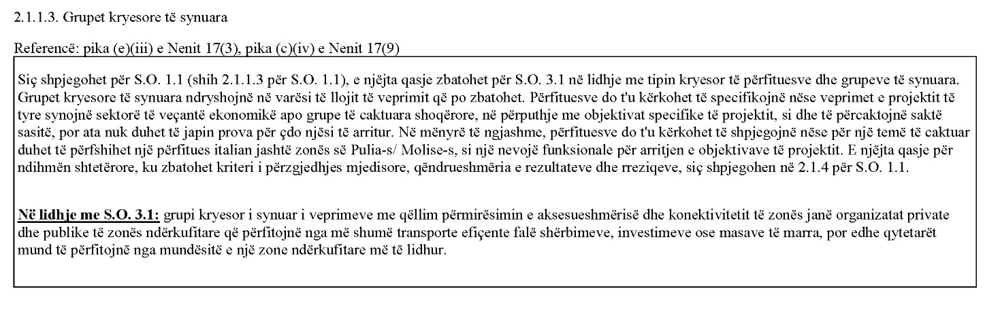 2.1.1.3. Grupet kryesore të synuara
Referencë: pika (e)(iii) e Nenit 17(3), pika (c)(iv) e Nenit 17(9)
Siç shpjegohet për S.O. 1.1 (shih 2.1.1.3 për S.O. 1.1), e njëjta qasje zbatohet për S.O. 3.1 në lidhje me tipin kryesor të përfituesve dhe grupeve të synuara.
Grupet kryesore të synuara ndryshojnë në varësi të llojit të veprimit që po zbatohet. Përfituesve do t'u kërkohet të specifikojnë nëse veprimet e projektit të
tyre synojnë sektorë të veçantë ekonomikë apo grupe të caktuara shoqërore, në përputhje me objektivat specifike të projektit, si dhe të përcaktojnë saktë
sasitë, por ata nuk duhet të japin prova për çdo njësi të arritur. Në mënyrë të ngjashme, përfituesve do t'u kërkohet të shpjegojnë nëse për një temë të caktuar
duhet të përfshihet një përfitues italian jashtë zonës së Pulia-s/ Molise-s, si një nevojë funksionale për arritjen e objektivave të projektit. E njëjta qasje për
ndihmën shtetërore, ku zbatohet kriteri i përzgjedhjes mjedisore, qëndrueshmëria e rezultateve dhe rreziqeve, siç shpjegohen në 2.1.4 për S.O. 1.1.
Në lidhje me S.O. 3.1: grupi kryesor i synuar i veprimeve me qëllim përmirësimin e aksesueshmërisë dhe konektivitetit të zonës janë organizatat private
dhe publike të zonës ndërkufitare që përfitojnë nga më shumë transporte efiçente falë shërbimeve, investimeve ose masave të marra, por edhe qytetarët
mund të përfitojnë nga mundësitë e një zone ndërkufitare më të lidhur.